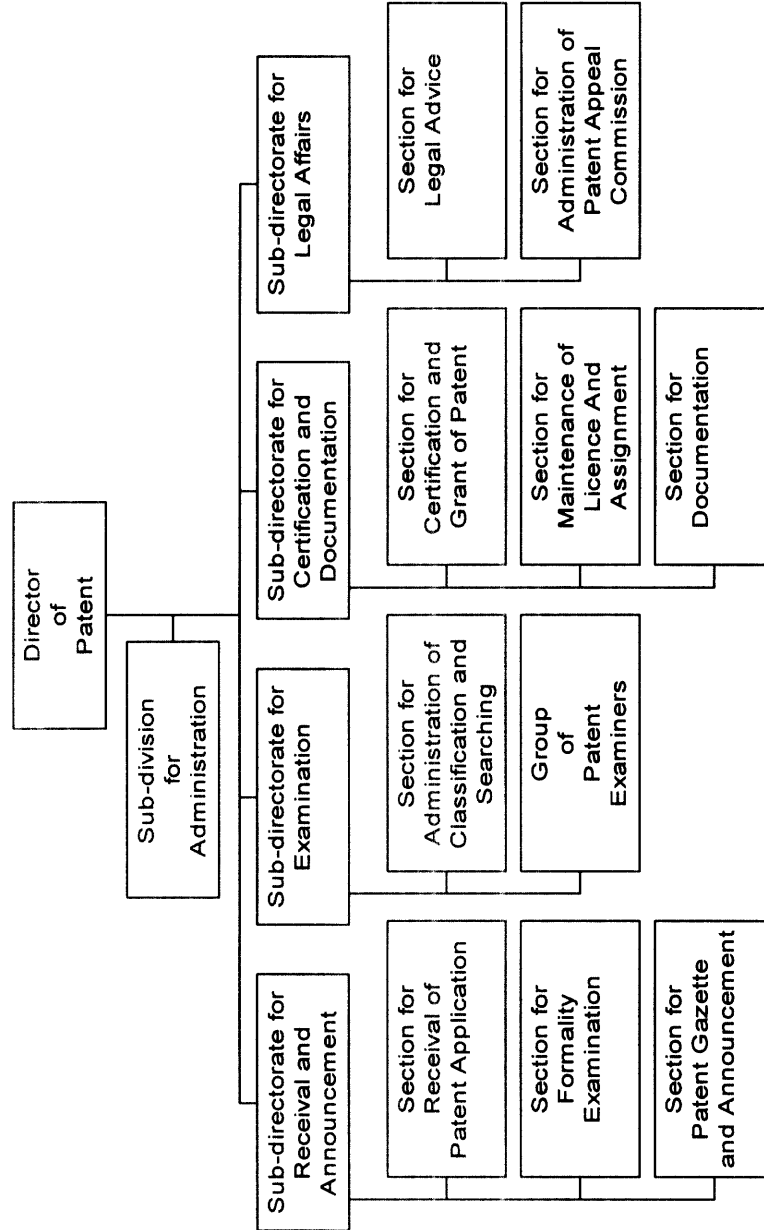 Director
of
Patent
Sub-division
for
Administration
Sub-directorate for
Receival and
Announcement
Section for
Receival of
Patent Application
Section for
Formality
Examination
Section for
Patent Gazette
and Announcement
Sub-directorate for
Examination
Section for
Administration of
Classification and
Searching
Group
of
Patent
Examiners
Sub-directorate for
Certification and
Documentation
Section for
Certification and
Grant of Patent
Section for
Maintenance of
Licence And
Assignment
Section for
Documentation
Sub-directorate for
Legal Affairs
Section for
Legal Advice
Section for
Administration of
Patent Appeal
Commission